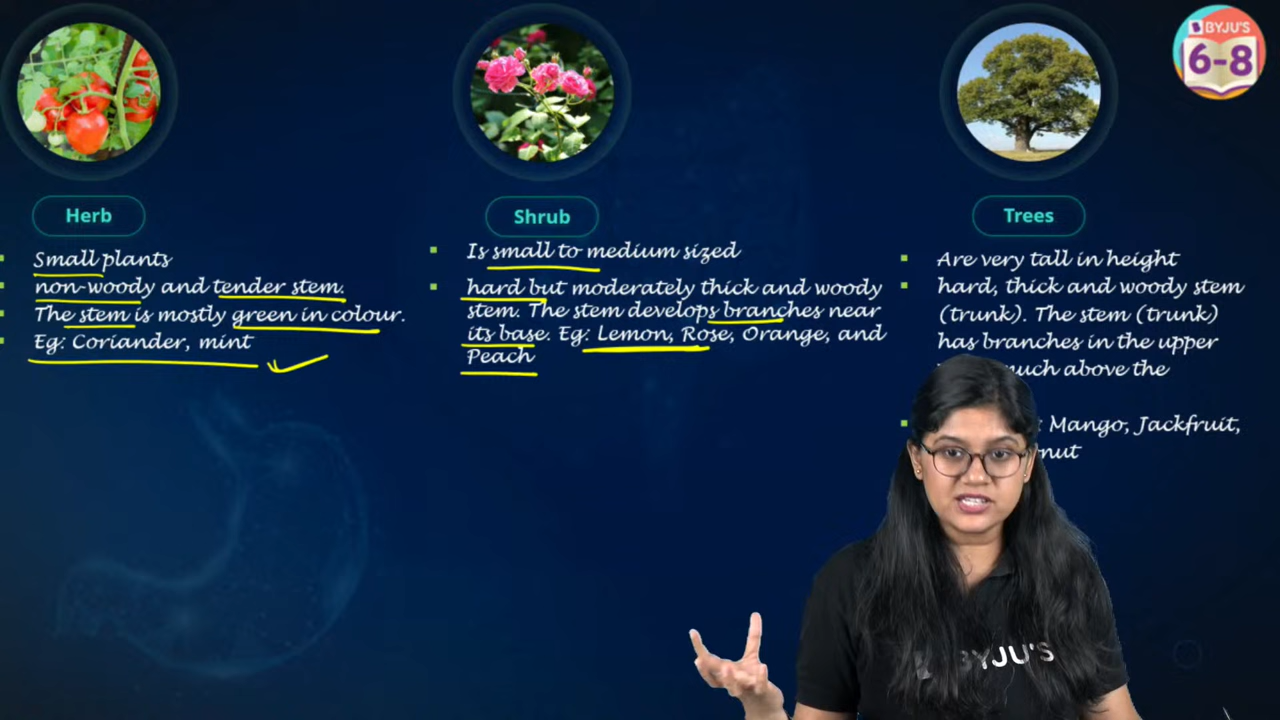 BYJU'S
6-8
Herb
Small plants
non-woody and tender stem.
The stem is mostly green in colour.
Eg: Coriander, mint
Shrub
Is small to medium sized
hard but moderately thick and woody
stem. The stem develops branches near
its base. Eg: Lemon, Rose, Orange, and
Peach
Trees
Are very tall in height
hard, thick and woody stem
(trunk). The stem (trunk)
has branches in the upper
much above the
: Mango, Jackfruit,
BYJU'S